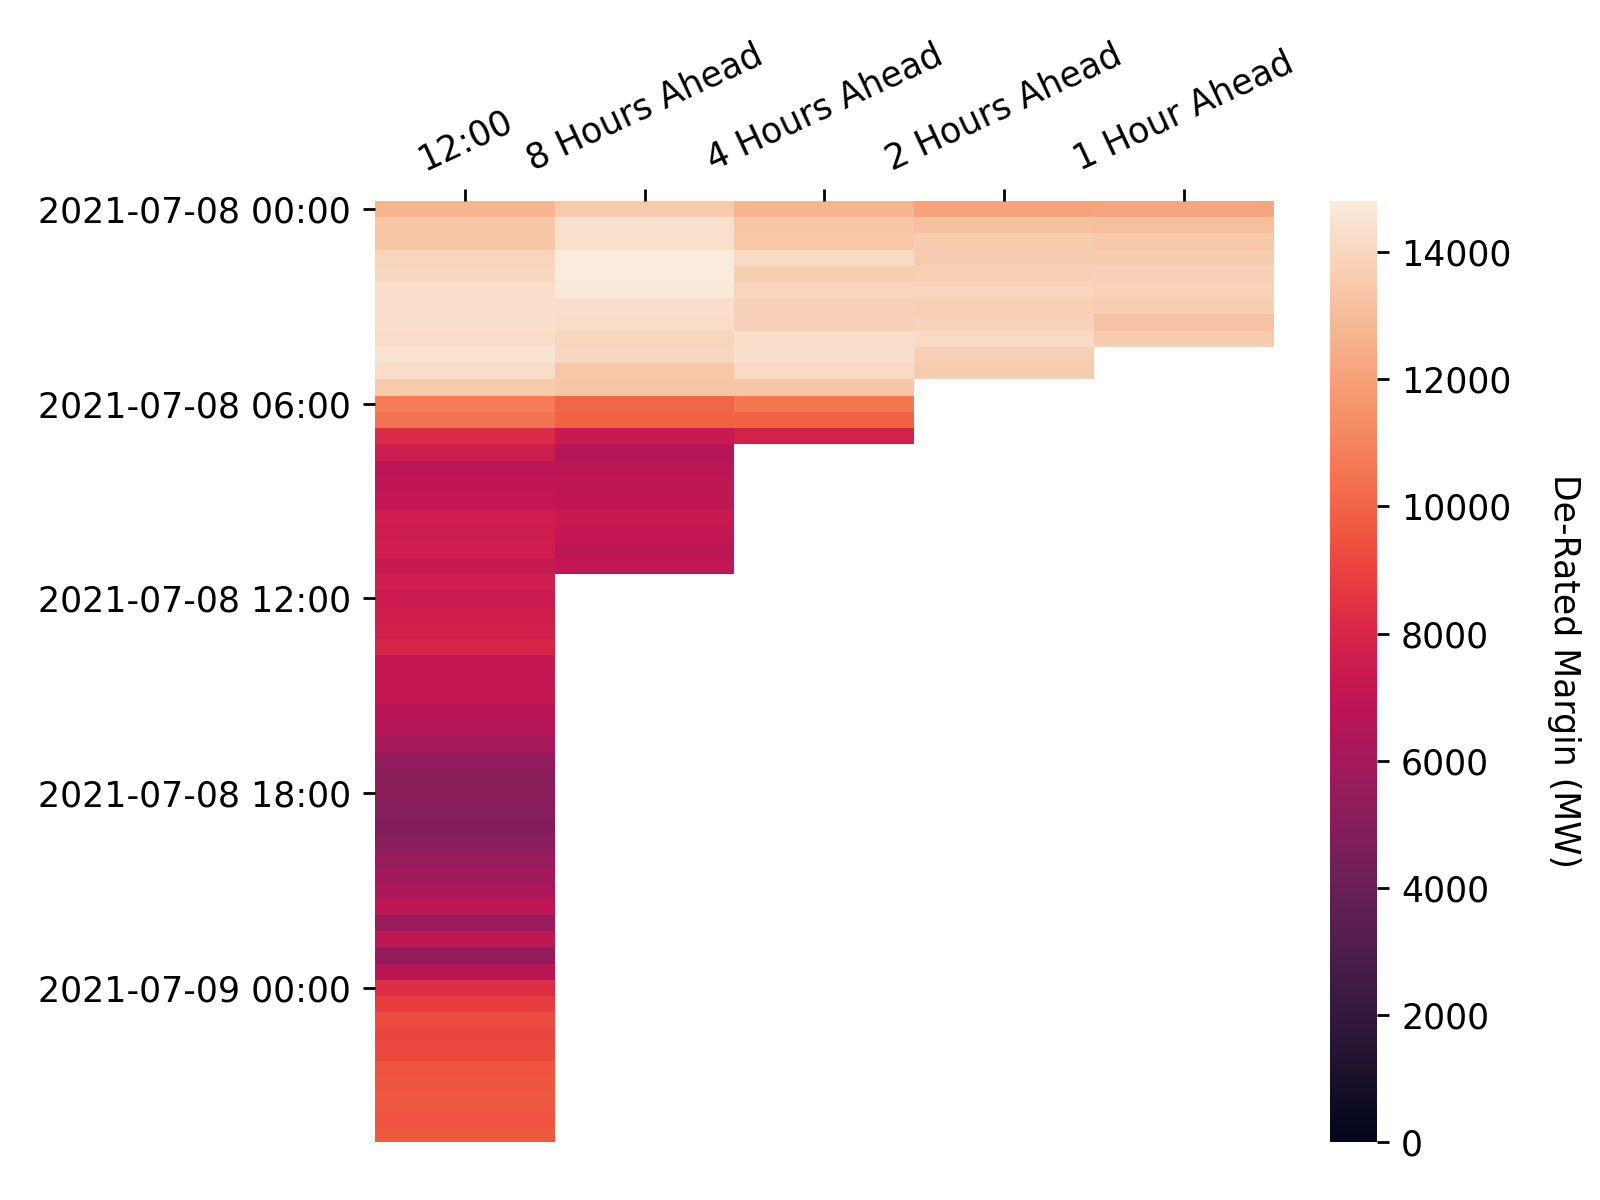 12:00
8 Hours Ahead
4 Hours Ahead
2 Hours Ahead
1 Hour Ahead
2021-07-08 00:00
2021-07-08 06:00
2021-07-08 12:00
2021-07-08 18:00
2021-07-09 00:00
14000
12000
10000
8000
6000
4000
2000
0
De-Rated Margin (MW)